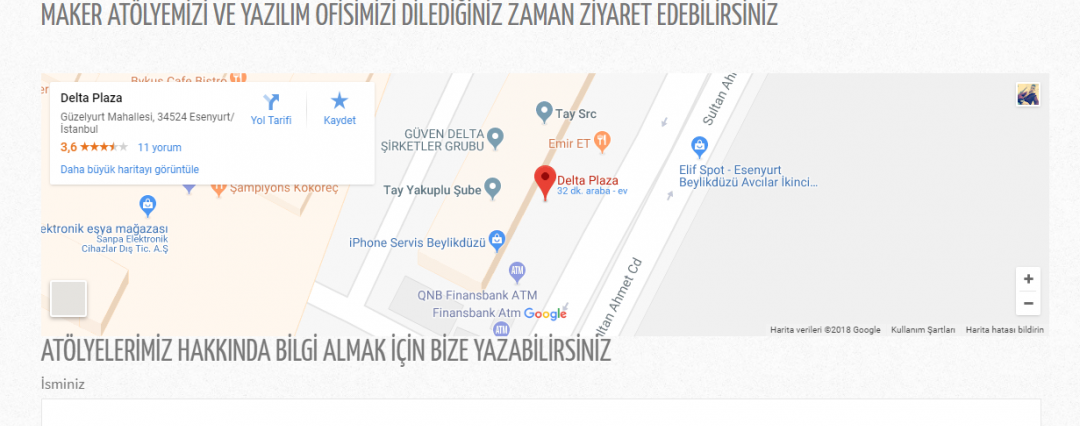 MAKER ATÖLYEMİZİ VE YAZILIM OFİSİMİZİ DİLEDİĞİNİZ ZAMAN ZİYARET EDEBİLİRSİNİZ
Bykuş Cafe Bistro
Delta Plaza
Güzelyurt Mahallesi, 34524 Esenyurt/
İstanbul
3,6 11 yorum
Daha büyük haritayı görüntüle
Yol Tarifi
Kaydet
Tay Src
GÜVEN DELTA
ŞİRKETLER GRUBU
Emir ET
Sultan Ah
Elif Spot - Esenyurt
Beylikdüzü Avcılar İkinci...
Delta Plaza
32 dk. araba - ev
Tay Yakuplu Şube
Şampiyons Kokoreç
ektronik eşya mağazası
Sanpa Elektronik
Cihazlar Dış Tic. A.Ş
iPhone Servis Beylikdüzü
ATM
QNB Finansbank ATM
Finansbank Atm
ATM
Google
ltan Ahmet Cd
+
−
Harita verileri ©2018 Google Kullanım Şartları Harita hatası bildirin
ATÖLYELERİMİZ HAKKINDA BİLGİ ALMAK İÇİN BİZE YAZABİLİRSİNİZ
İsminiz